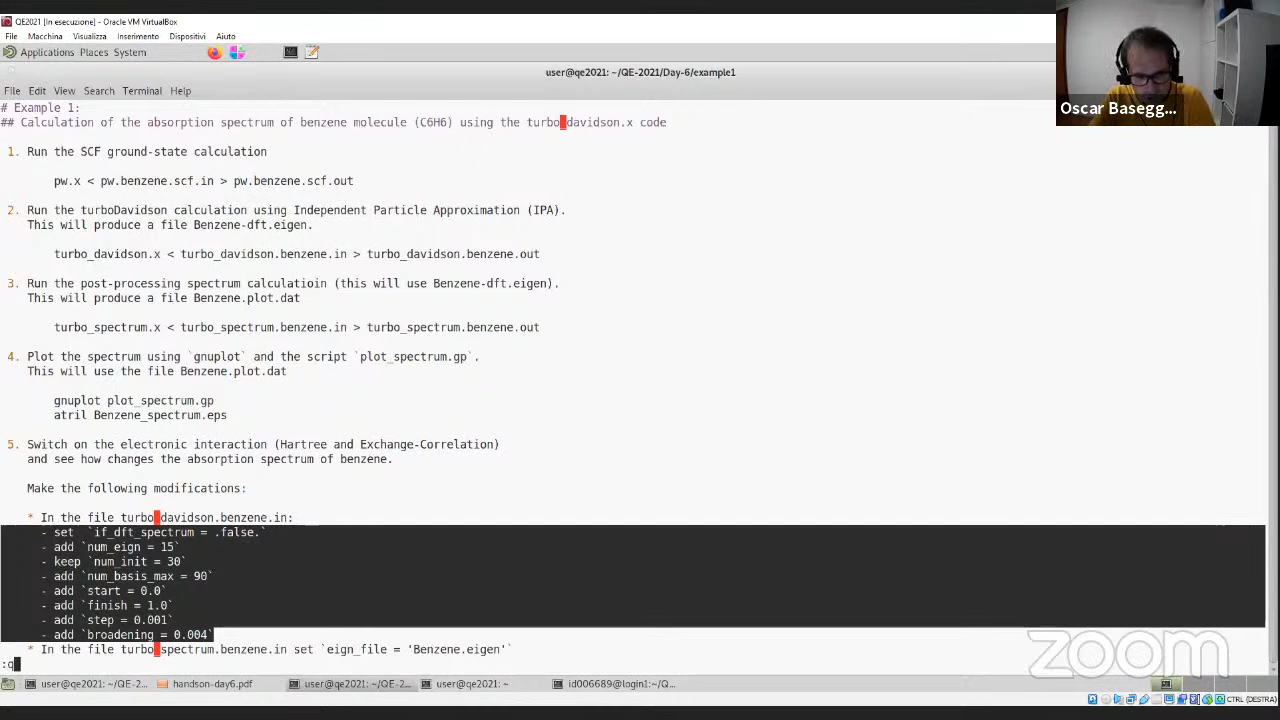 QE2021 [In esecuzione] - Oracle VM VirtualBox
File Macchina Visualizza Inserimento Dispositivi Aiuto
Applications Places System
user@qe2021: ~/QE-2021/Day-6/example1
File Edit View Search Terminal Help
Oscar Basegg...
# Example 1:
## Calculation of the absorption spectrum of benzene molecule (C6H6) using the turbo_davidson.x code
1. Run the SCF ground-state calculation
pw.x < pw.benzene.scf.in > pw.benzene.scf.out
2. Run the turboDavidson calculation using Independent Particle Approximation (IPA).
This will produce a file Benzene-dft.eigen.
turbo_davidson.x < turbo_davidson.benzene.in > turbo_davidson.benzene.out
3. Run the post-processing spectrum calculatioin (this will use Benzene-dft.eigen).
This will produce a file Benzene.plot.dat
turbo_spectrum.x < turbo_spectrum.benzene.in > turbo_spectrum.benzene.out
4. Plot the spectrum using `gnuplot` and the script `plot_spectrum.gp`.
This will use the file Benzene.plot.dat
gnuplot plot_spectrum.gp
atril Benzene_spectrum.eps
5. Switch on the electronic interaction (Hartree and Exchange-Correlation)
and see how changes the absorption spectrum of benzene.
Make the following modifications:
* In the file turbo_davidson.benzene.in:
- set `if_dft_spectrum = .false.`
- add `num_eign = 15`
- keep `num_init = 30`
- add `num_basis_max = 90`
- add `start = 0.0`
- add `finish = 1.0`
- add `step = 0.001`
- add `broadening = 0.004`
* In the file turbo_spectrum.benzene.in set `eign_file = 'Benzene.eigen'`
:q
zoom
user@qe2021: ~/QE-2... handson-day6.pdf user@qe2021: ~/QE-2... user@qe2021: ~ id006689@login1:~/Q...
CTRL (DESTRA)